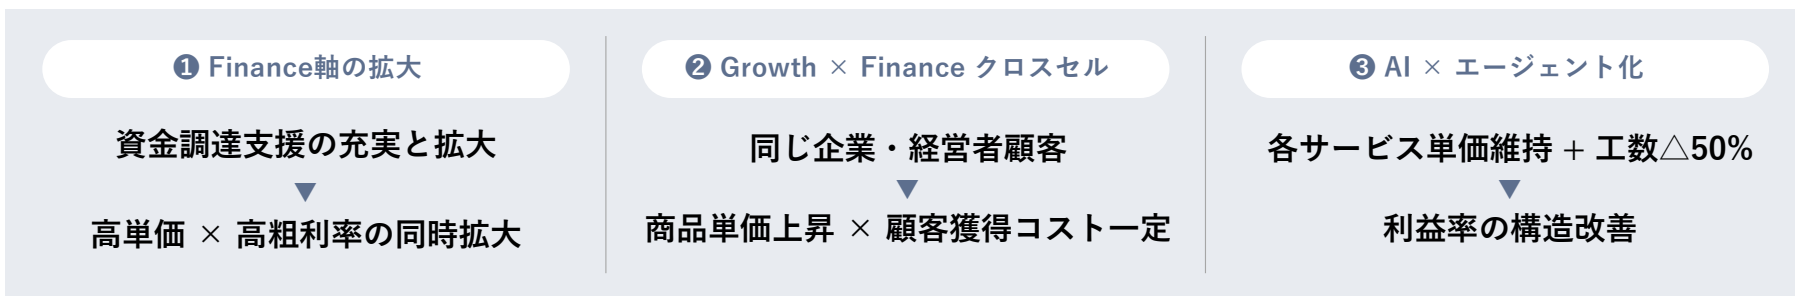 ❶ Finance軸の拡大
資金調達支援の充実と拡大
▼
高単価 × 高粗利率の同時拡大
❷ Growth × Finance クロスセル
同じ企業・経営者顧客
▼
商品単価上昇 × 顧客獲得コスト一定
❸ AI × エージェント化
各サービス単価維持 + 工数△50%
▼
利益率の構造改善